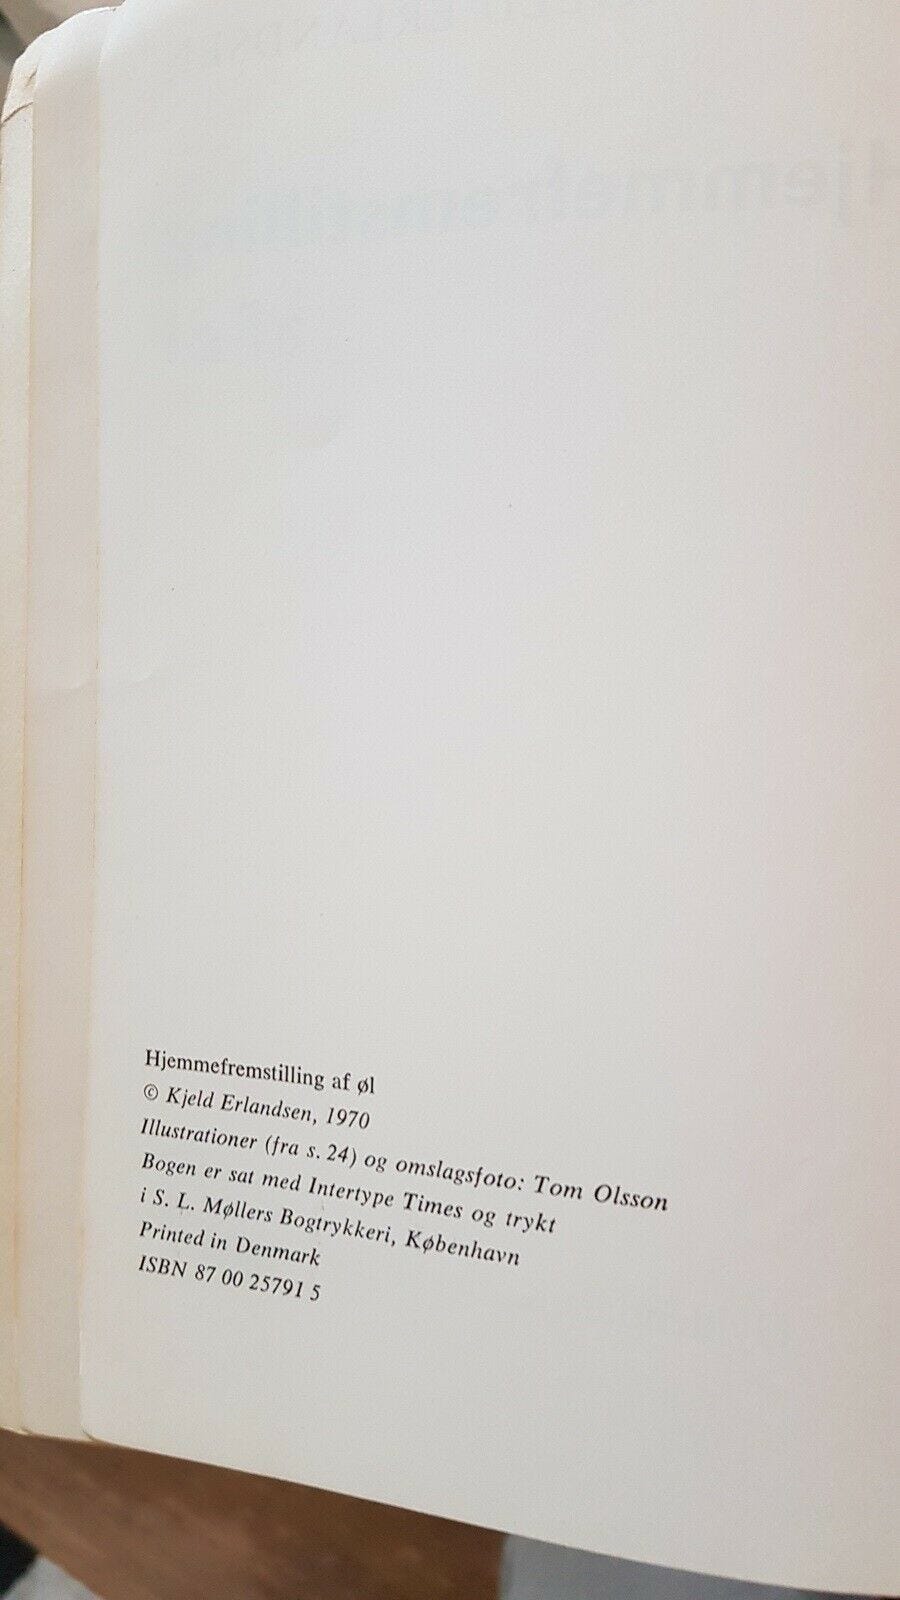 Hjemmefremstilling af øl
© Kjeld Erlandsen, 1970
Illustrationer (fra s. 24) og omslagsfoto: Tom Olsson
Bogen er sat med Intertype Times og trykt
i S. L. Møllers Bogtrykkeri, København
Printed in Denmark
ISBN 87 00 25791 5